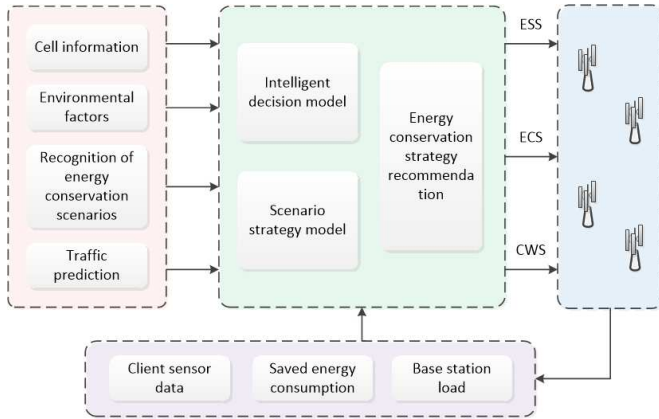 Cell information
Environmental
factors
Recognition of
energy
conservation
scenarios
Traffic
prediction
Intelligent
decision model
Scenario
strategy model
Energy
conservation
strategy
recommenda
tion
ESS
ECS
CWS
Client sensor
data
Saved energy
consumption
Base station
load